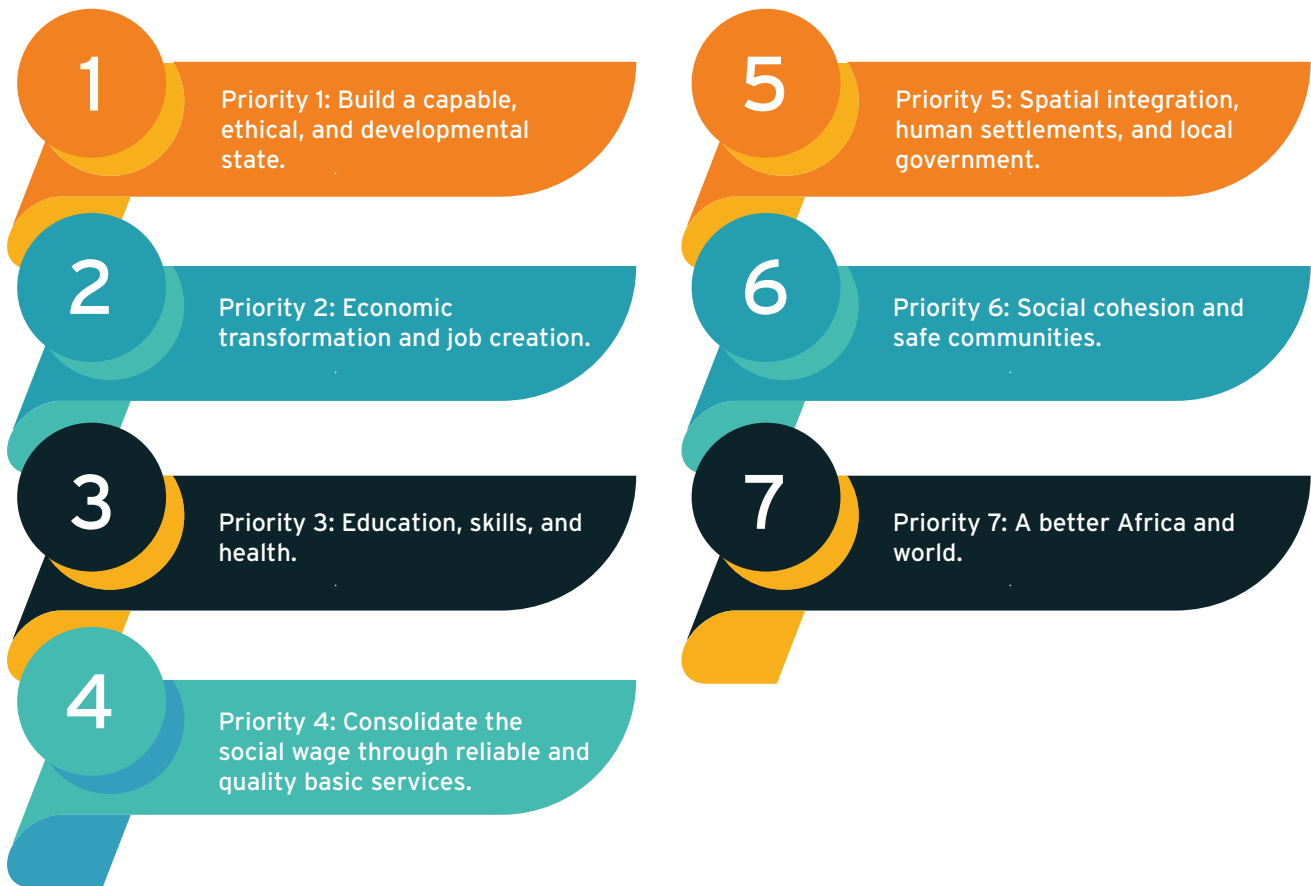 1
Priority 1: Build a capable,
ethical, and developmental
state.
2
Priority 2: Economic
transformation and job creation.
3
Priority 3: Education, skills, and
health.
4
Priority 4: Consolidate the
social wage through reliable and
quality basic services.
5
Priority 5: Spatial integration,
human settlements, and local
government.
6
Priority 6: Social cohesion and
safe communities.
7
Priority 7: A better Africa and
world.